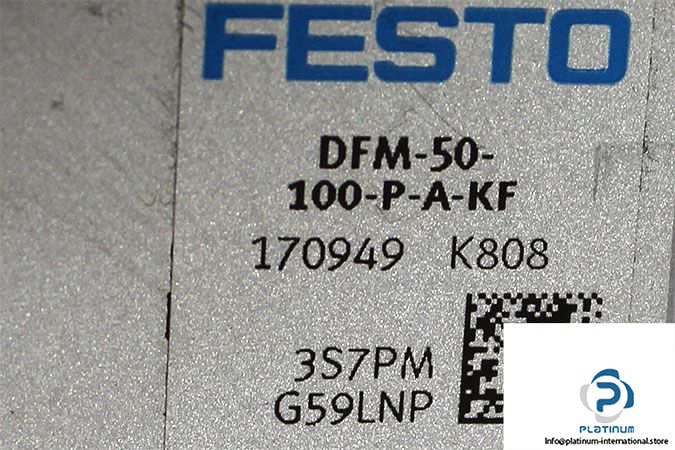 FESTO
DFM-50-
100-P-A-KF
170949 K808
3S7PM
G59LNP
PLATINUM
Info@platinum-international.store